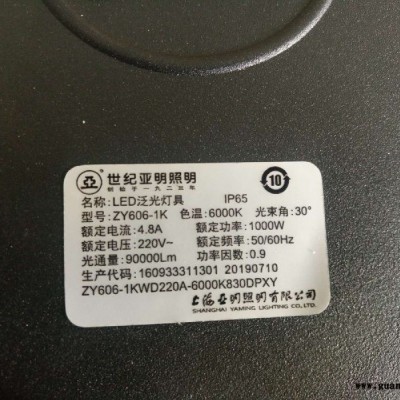 亞
世纪亚明照明
创始于一九二三年
10
名称: LED泛光灯具 IP65
型号: ZY606-1K 色温: 6000K 光束角: 30°
额定电流: 4.8A 额定功率: 1000W
额定电压: 220V~ 额定频率: 50/60Hz
光通量: 90000Lm 功率因数: 0.9
生产代码: 160933311301 20190710
ZY606-1KWD220A-6000K830DPXY
上海亚明照明有限公司
SHANGHAI YAMING LIGHTING CO.,LTD.